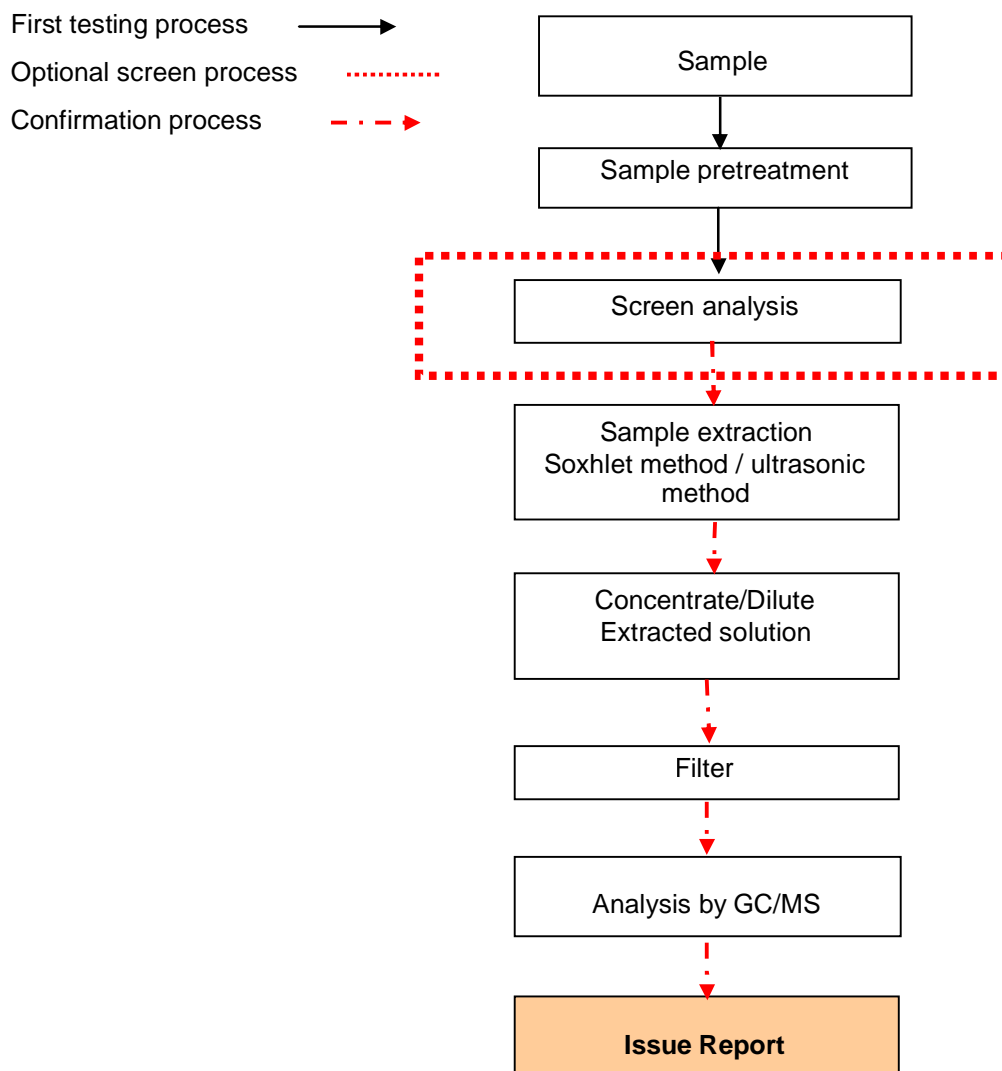 First testing process
Optional screen process
Confirmation process
Sample
Sample pretreatment
Screen analysis
Sample extraction
Soxhlet method / ultrasonic
method
Concentrate/Dilute
Extracted solution
Filter
Analysis by GC/MS
Issue Report